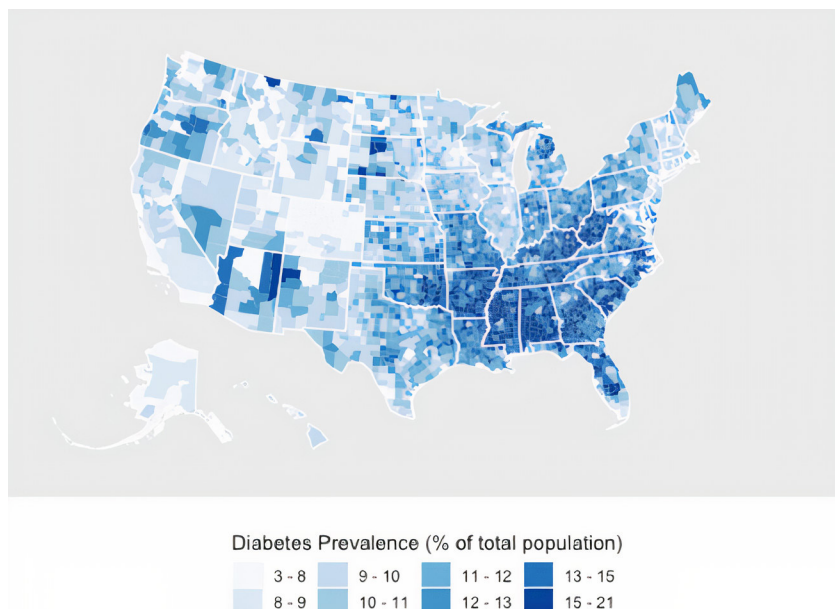 Diabetes Prevalence (% of total population)
3 - 8 9 - 10 11 - 12 13 - 15
8 - 9 10 - 11 12 - 13 15 - 21